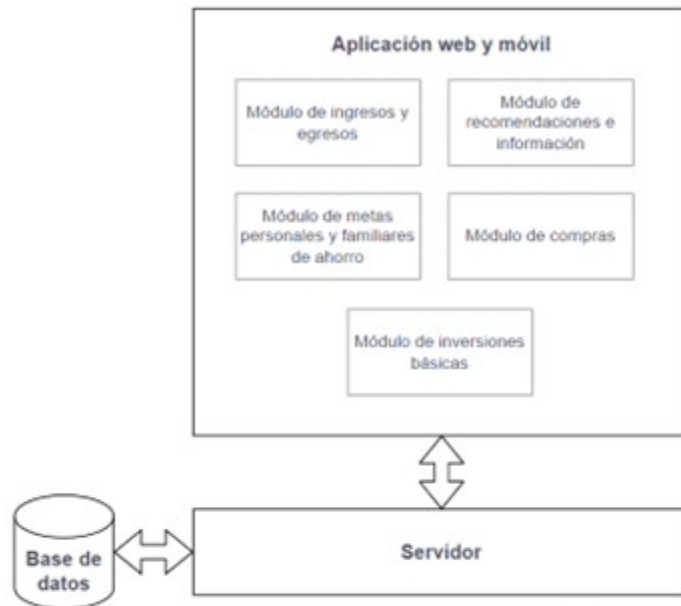 Aplicación web y móvil
Módulo de ingresos y
egresos
Módulo de
recomendaciones e
información
Módulo de metas
personales y familiares
de ahorro
Módulo de compras
Módulo de inversiones
básicas
Base de
datos
Servidor